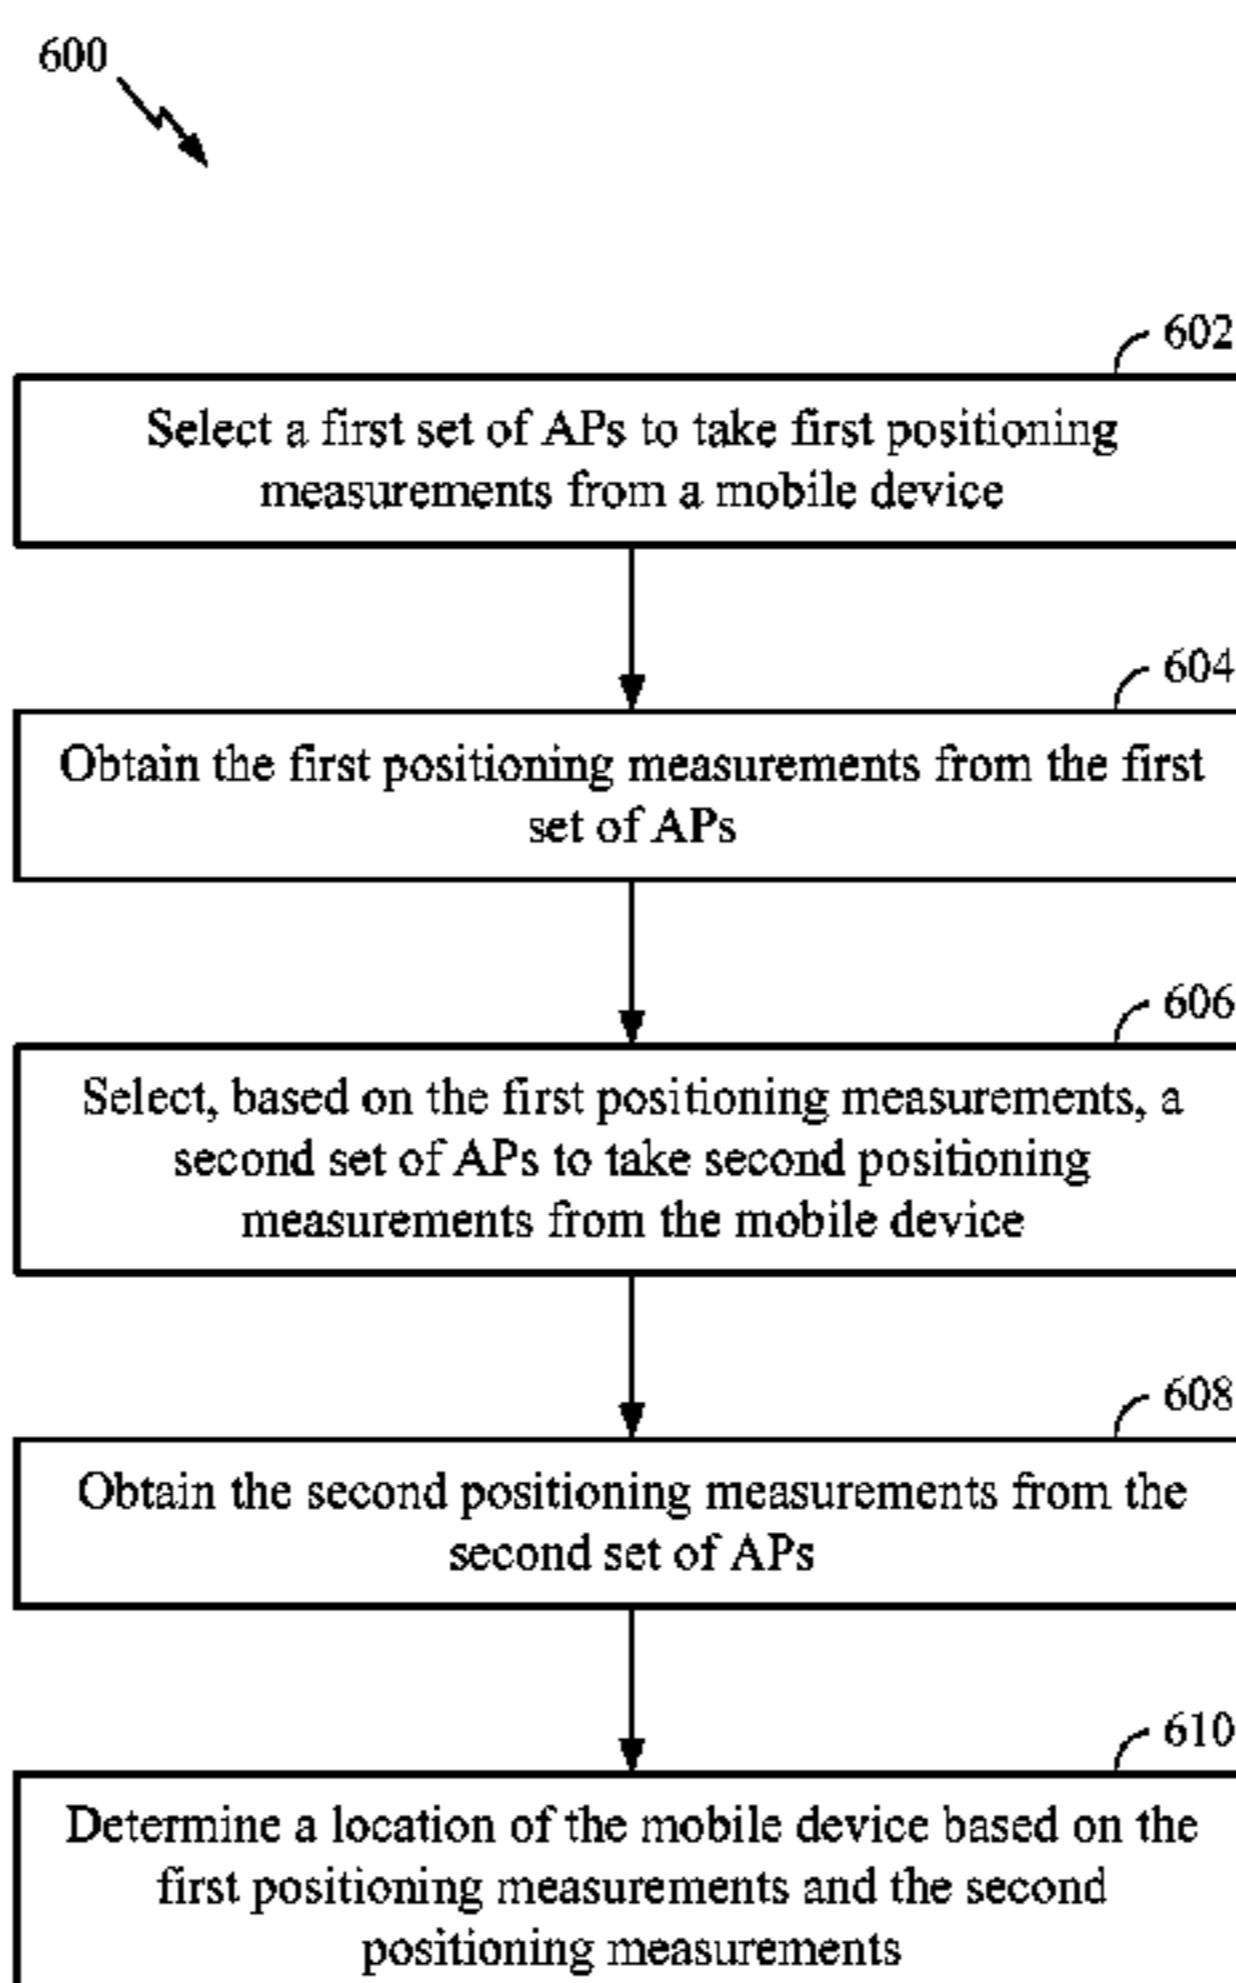 600
602
Select a first set of APs to take first positioning
measurements from a mobile device
604
Obtain the first positioning measurements from the first
set of APs
606
Select, based on the first positioning measurements, a
second set of APs to take second positioning
measurements from the mobile device
608
Obtain the second positioning measurements from the
second set of APs
610
Determine a location of the mobile device based on the
first positioning measurements and the second
positioning measurements